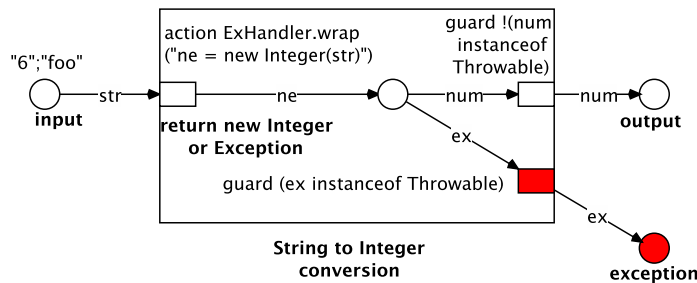 action ExHandler.wrap
("ne = new Integer(str)")
guard !(num
instanceof
Throwable)
"6";"foo"
str
ne
num
num
input
return new Integer
or Exception
output
ex
guard (ex instanceof Throwable)
ex
String to Integer
conversion
exception